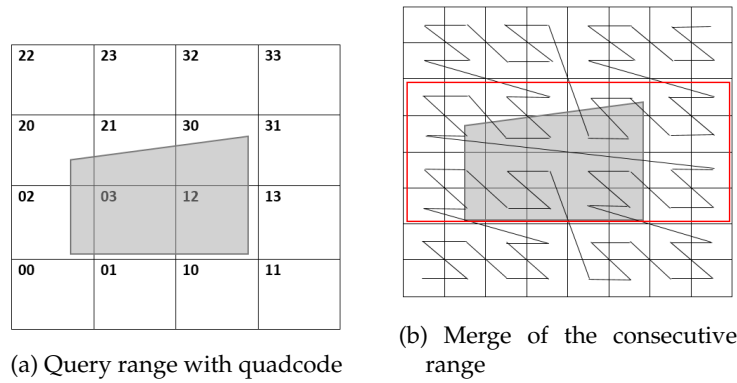 22 23 32 33
20 21 30 31
02 03 12 13
00 01 10 11
(a) Query range with quadcode
(b) Merge of the consecutive
range